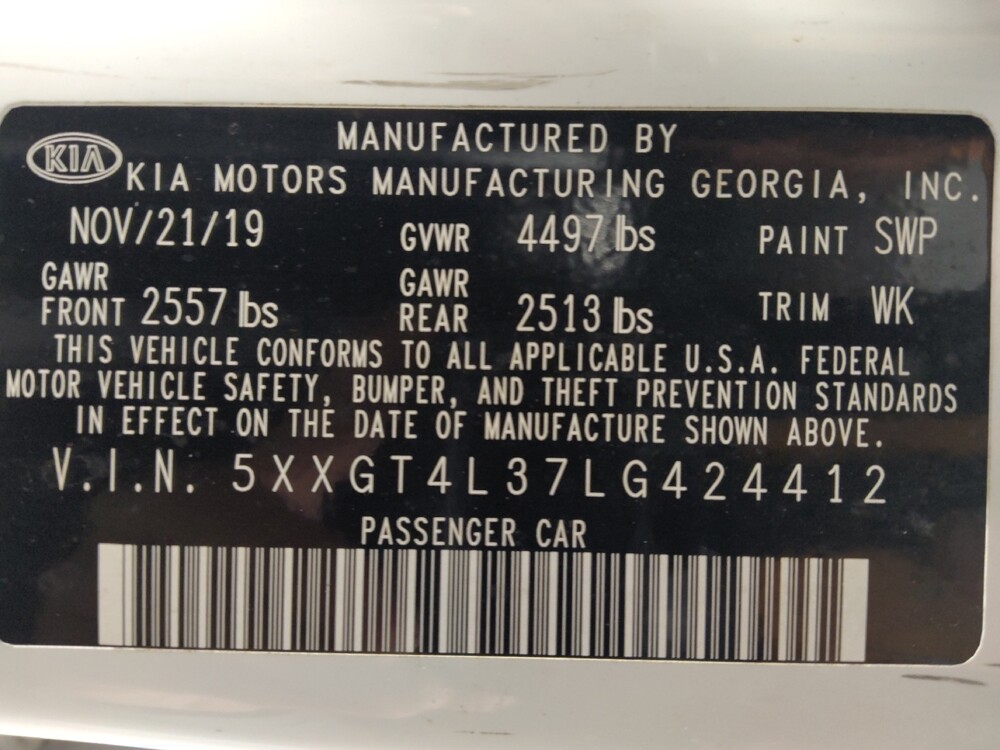 MANUFACTURED BY
KIA KIA MOTORS MANUFACTURING GEORGIA, INC.
NOV/21/19 GVWR 4497 lbs PAINT SWP
GAWR FRONT 2557 lbs GAWR REAR 2513 lbs TRIM WK
THIS VEHICLE CONFORMS TO ALL APPLICABLE U.S.A. FEDERAL
MOTOR VEHICLE SAFETY, BUMPER, AND THEFT PREVENTION STANDARDS
IN EFFECT ON THE DATE OF MANUFACTURE SHOWN ABOVE.
V.I.N. 5XXGT4L37LG424412
PASSENGER CAR